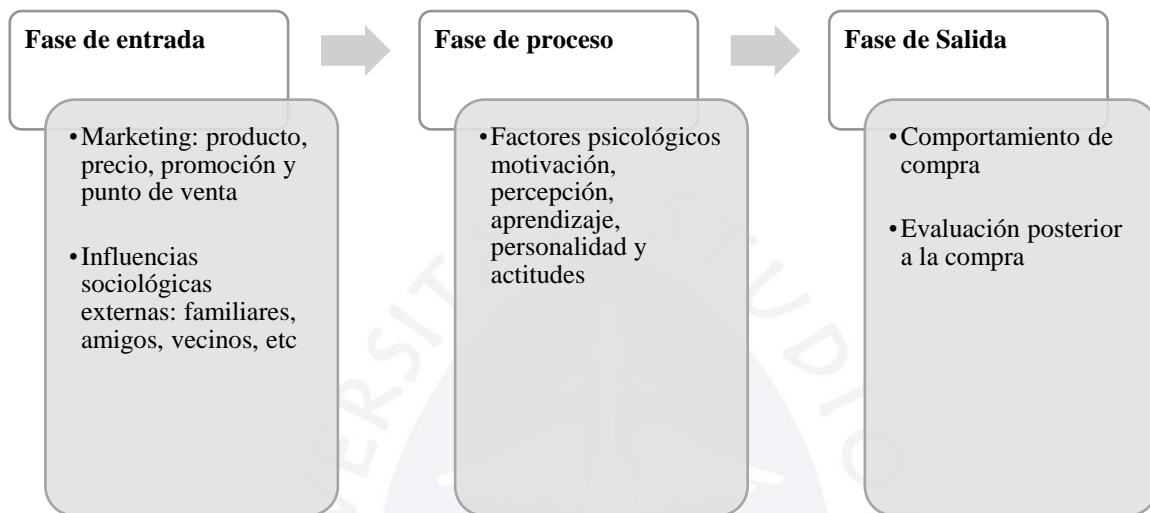 Fase de entrada
•Marketing: producto,
precio, promoción y
punto de venta
•Influencias
sociológicas
externas: familiares,
amigos, vecinos, etc
Fase de proceso
•Factores psicológicos
motivación,
percepción,
aprendizaje,
personalidad y
actitudes
Fase de Salida
•Comportamiento de
compra
•Evaluación posterior
a la compra